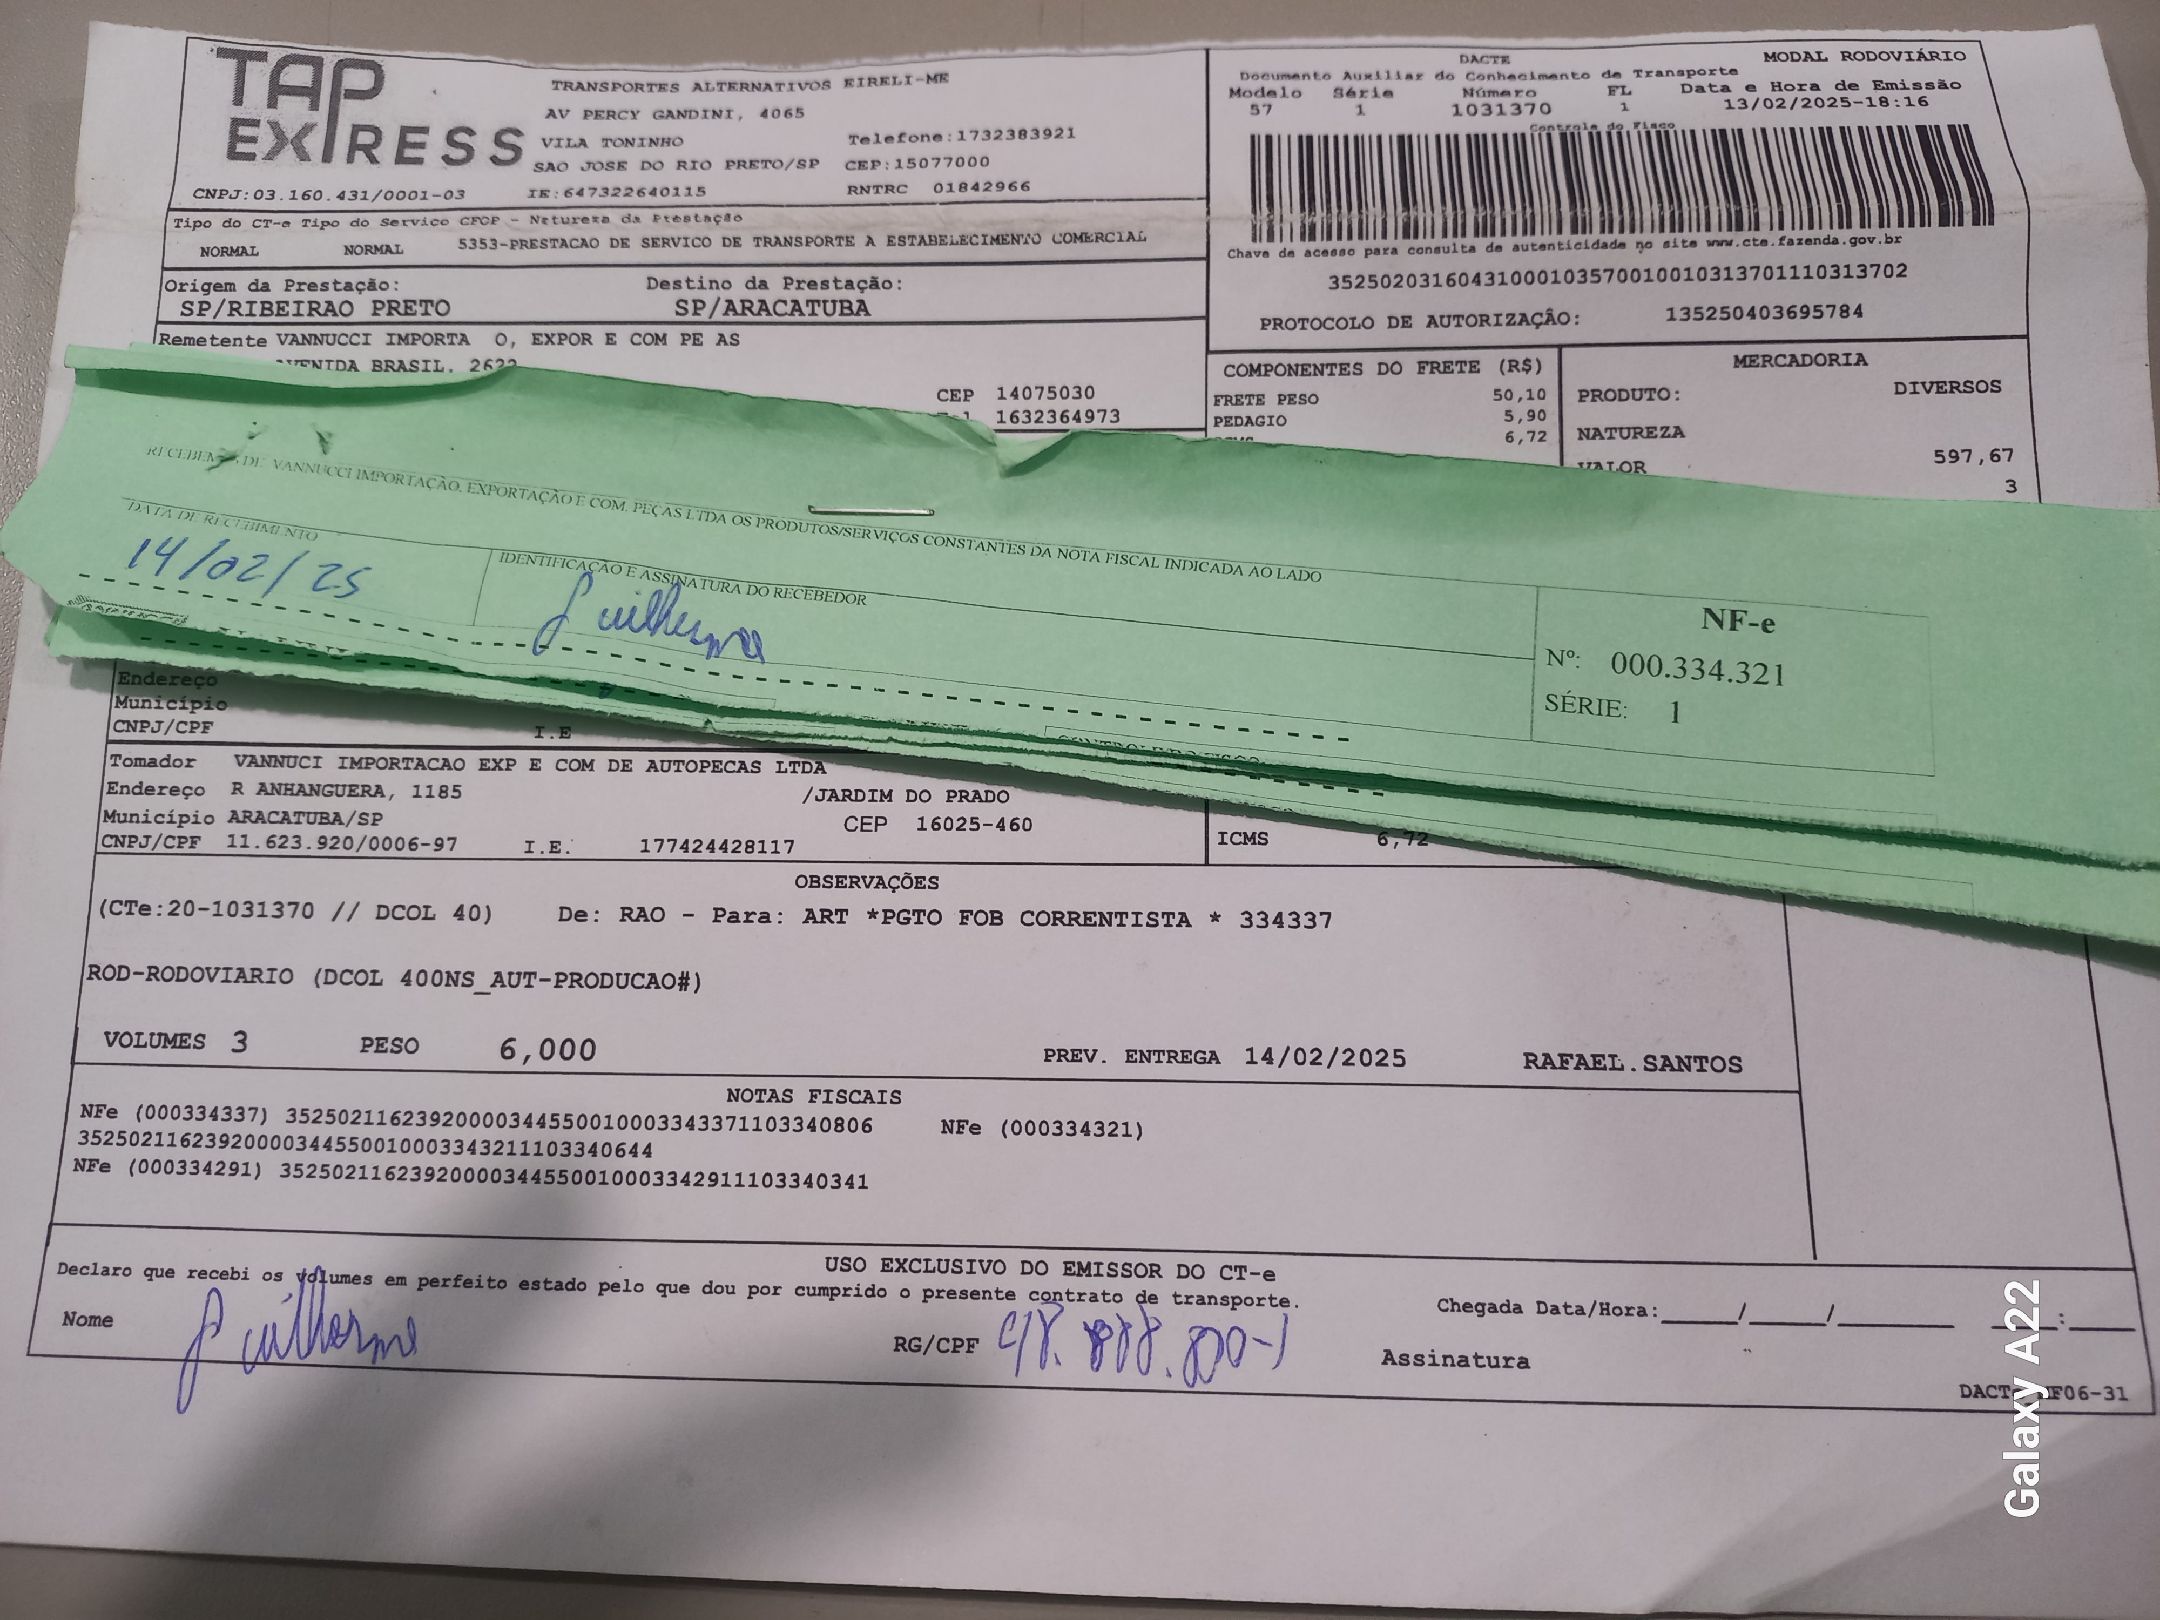 TAP EXPRESS
TRANSPORTES ALTERNATIVOS EIRELI-ME
AV PERCY GANDINI, 4065
VILA TONINHO Telefone:1732383921
SAO JOSE DO RIO PRETO/SP CEP:15077000
CNPJ:03.160.431/0001-03 IE:647322640115 RNTRC 01842966
DACTE MODAL RODOVIÁRIO
Documento Auxiliar do Conhecimento de Transporte
Modelo Série Número FL Data e Hora de Emissão
57 1 1031370 1 13/02/2025-18:16
Controle do Fisco
Tipo do CT-e Tipo do Servico CFOP - Natureza da Prestação
NORMAL NORMAL 5353-PRESTACAO DE SERVICO DE TRANSPORTE A ESTABELECIMENTO COMERCIAL
Chave de acesso para consulta de autenticidade no site www.cte.fazenda.gov.br
35250203160431000103570010010313701110313702
PROTOCOLO DE AUTORIZAÇÃO: 135250403695784
Origem da Prestação: Destino da Prestação:
SP/RIBEIRAO PRETO SP/ARACATUBA
Remetente VANNUCCI IMPORTA O, EXPOR E COM PE AS
AVENIDA BRASIL, 2622
CEP 14075030
1632364973
COMPONENTES DO FRETE (R$)
FRETE PESO 50,10
PEDAGIO 5,90
6,72
MERCADORIA
PRODUTO: DIVERSOS
NATUREZA
VALOR 597,67
3
RECEBEMOS DE VANNUCCI IMPORTAÇÃO, EXPORTAÇÃO E COM. PEÇAS LTDA OS PRODUTOS/SERVIÇOS CONSTANTES DA NOTA FISCAL INDICADA AO LADO
DATA DE RECEBIMENTO IDENTIFICAÇÃO E ASSINATURA DO RECEBEDOR
14/02/25 Guilherme
NF-e
Nº: 000.334.321
SÉRIE: 1
Endereço
Município
CNPJ/CPF I.E
Tomador VANNUCI IMPORTACAO EXP E COM DE AUTOPECAS LTDA
Endereço R ANHANGUERA, 1185 /JARDIM DO PRADO
Município ARACATUBA/SP CEP 16025-460
CNPJ/CPF 11.623.920/0006-97 I.E. 177424428117
ICMS 6,72
OBSERVAÇÕES
(CTe:20-1031370 // DCOL 40) De: RAO - Para: ART *PGTO FOB CORRENTISTA * 334337
ROD-RODOVIARIO (DCOL 400NS_AUT-PRODUCAO#)
VOLUMES 3 PESO 6,000 PREV. ENTREGA 14/02/2025 RAFAEL.SANTOS
NOTAS FISCAIS
NFe (000334337) 35250211623920000344550010003343371103340806 NFe (000334321)
35250211623920000344550010003343211103340644
NFe (000334291) 35250211623920000344550010003342911103340341
USO EXCLUSIVO DO EMISSOR DO CT-e
Declaro que recebi os volumes em perfeito estado pelo que dou por cumprido o presente contrato de transporte.
Nome Guilherme RG/CPF
Chegada Data/Hora:_____/_____/________ ____:____
Assinatura
Galaxy A22